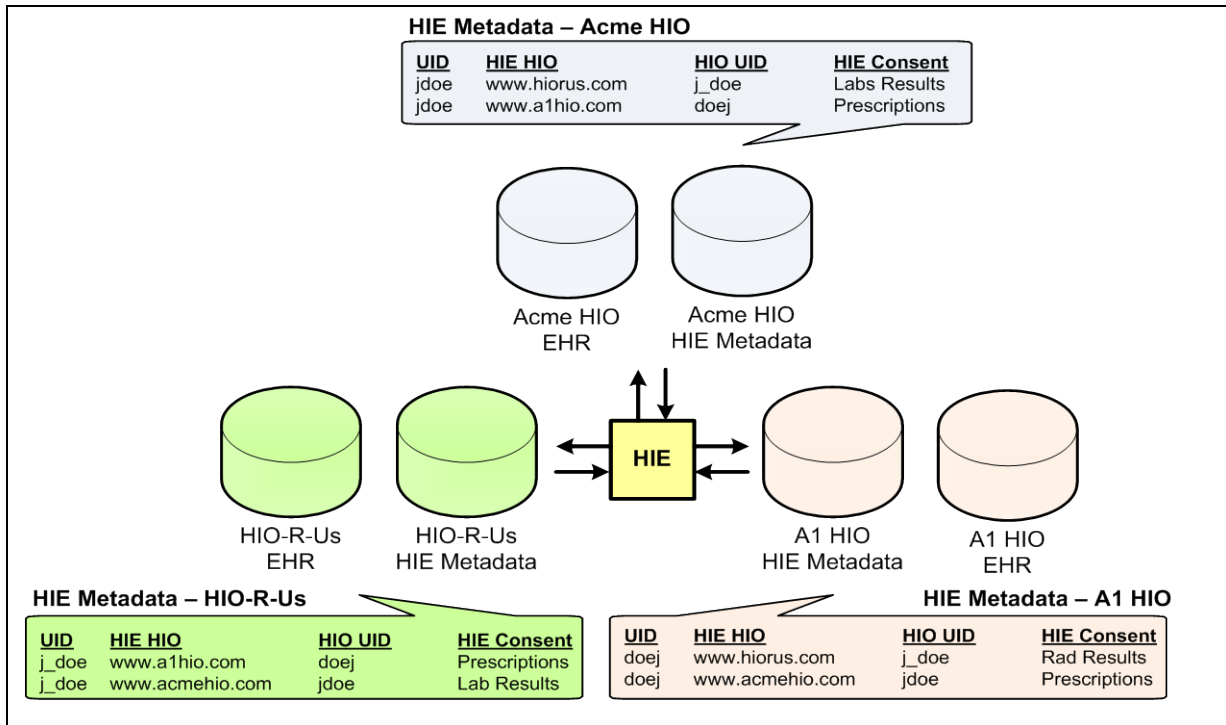 HIE Metadata – Acme HIO
UID HIE HIO HIO UID HIE Consent
jdoe www.hiorus.com j_doe Labs Results
jdoe www.a1hio.com doej Prescriptions
Acme HIO
EHR
Acme HIO
HIE Metadata
HIE
HIO-R-Us
EHR
HIO-R-Us
HIE Metadata
A1 HIO
HIE Metadata
A1 HIO
EHR
HIE Metadata – HIO-R-Us
UID HIE HIO HIO UID HIE Consent
j_doe www.a1hio.com doej Prescriptions
j_doe www.acmehio.com jdoe Lab Results
HIE Metadata – A1 HIO
UID HIE HIO HIO UID HIE Consent
doej www.hiorus.com j_doe Rad Results
doej www.acmehio.com jdoe Prescriptions